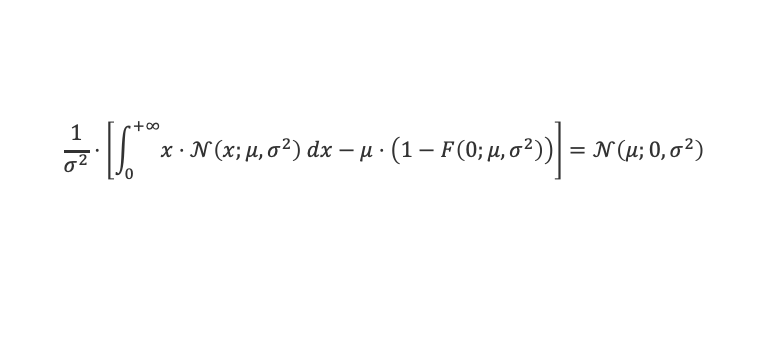 1/σ² · [∫₀⁺∞ x · 𝒩(x; μ, σ²) dx − μ · (1 − F(0; μ, σ²))] = 𝒩(μ; 0, σ²)